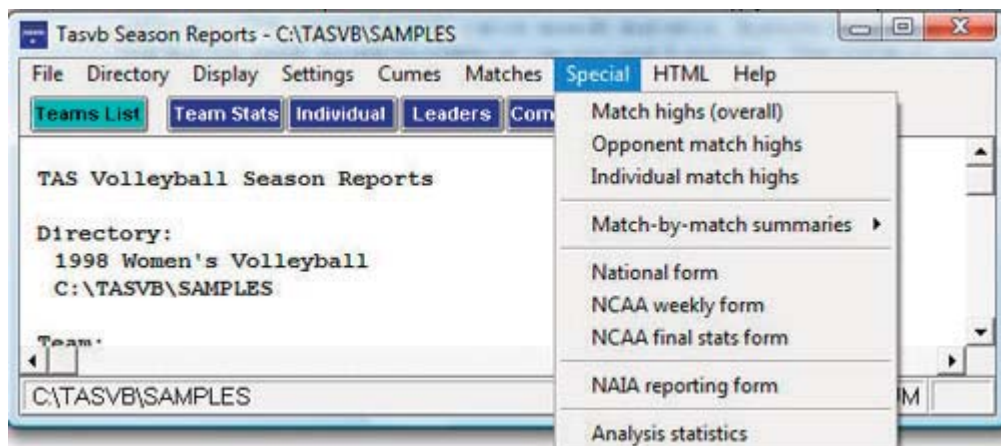 Tasvb Season Reports - C:\TASVB\SAMPLES
File Directory Display Settings Cumes Matches Special HTML Help
Teams List Team Stats Individual Leaders Com
Match highs (overall)
Opponent match highs
Individual match highs
Match-by-match summaries
National form
NCAA weekly form
NCAA final stats form
NAIA reporting form
Analysis statistics
TAS Volleyball Season Reports
Directory:
1998 Women's Volleyball
C:\TASVB\SAMPLES
Team:
C:\TASVB\SAMPLES